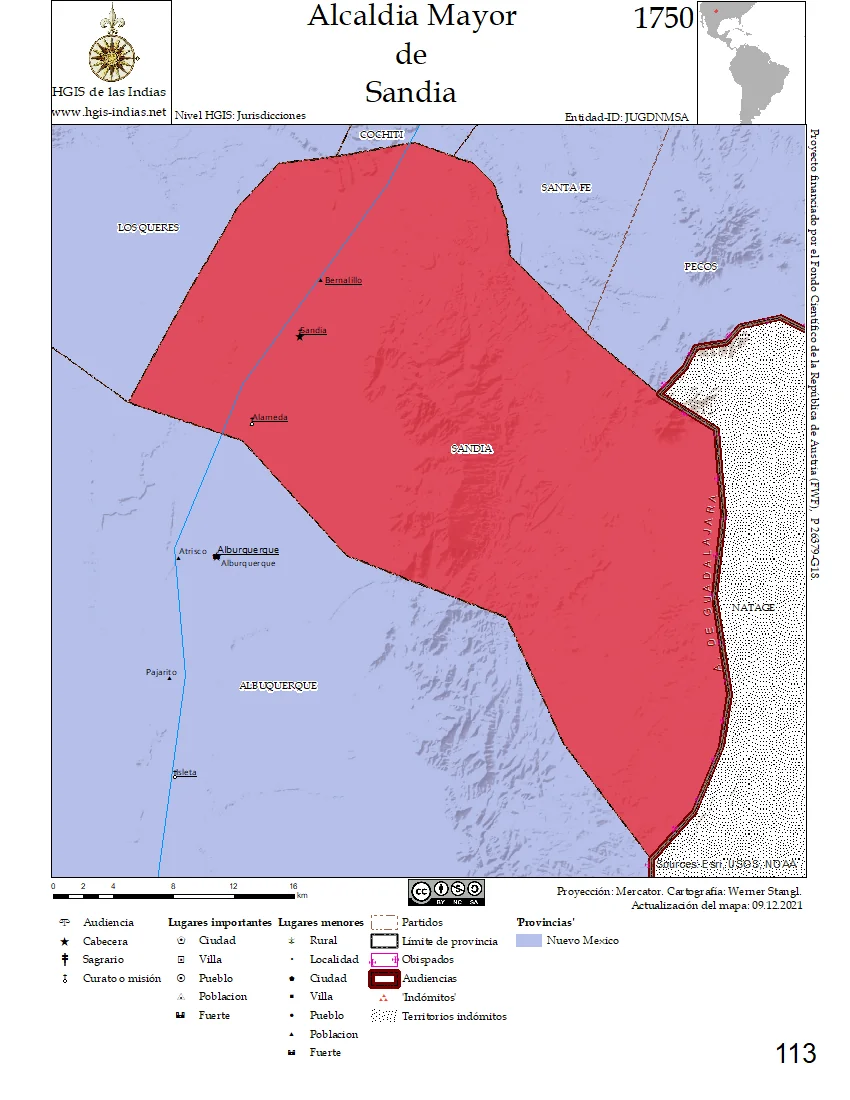 Alcaldia Mayor
de
Sandia
1750
HGIS de las Indias
www.hgis-indias.net
Nivel HGIS: Jurisdicciones
Entidad-ID: JUGDNMSA
Proyecto financiado por el Fondo Científico de la República de Austria (FWF), P 26379-G18
COCHITI
SANTA FE
LOS QUERES
PECOS
Bernalillo
Sandia
Alameda
SANDIA
A DE GUADALAJARA
Atrisco
Alburquerque
Alburquerque
NATAGE
Pajarito
ALBUQUERQUE
Isleta
Sources: Esri, USGS, NOAA
0 2 4 8 12 16
km
cc
BY NC SA
Proyección: Mercator. Cartografía: Werner Stangl.
Actualización del mapa: 09.12.2021
Audiencia
Cabecera
Sagrario
Curato o misión
Lugares importantes
Ciudad
Villa
Pueblo
Poblacion
Fuerte
Lugares menores
Rural
Localidad
Ciudad
Villa
Pueblo
Poblacion
Fuerte
Partidos
Límite de provincia
Obispados
Audiencias
'Indómitos'
Territorios indómitos
'Provincias'
Nuevo Mexico
113